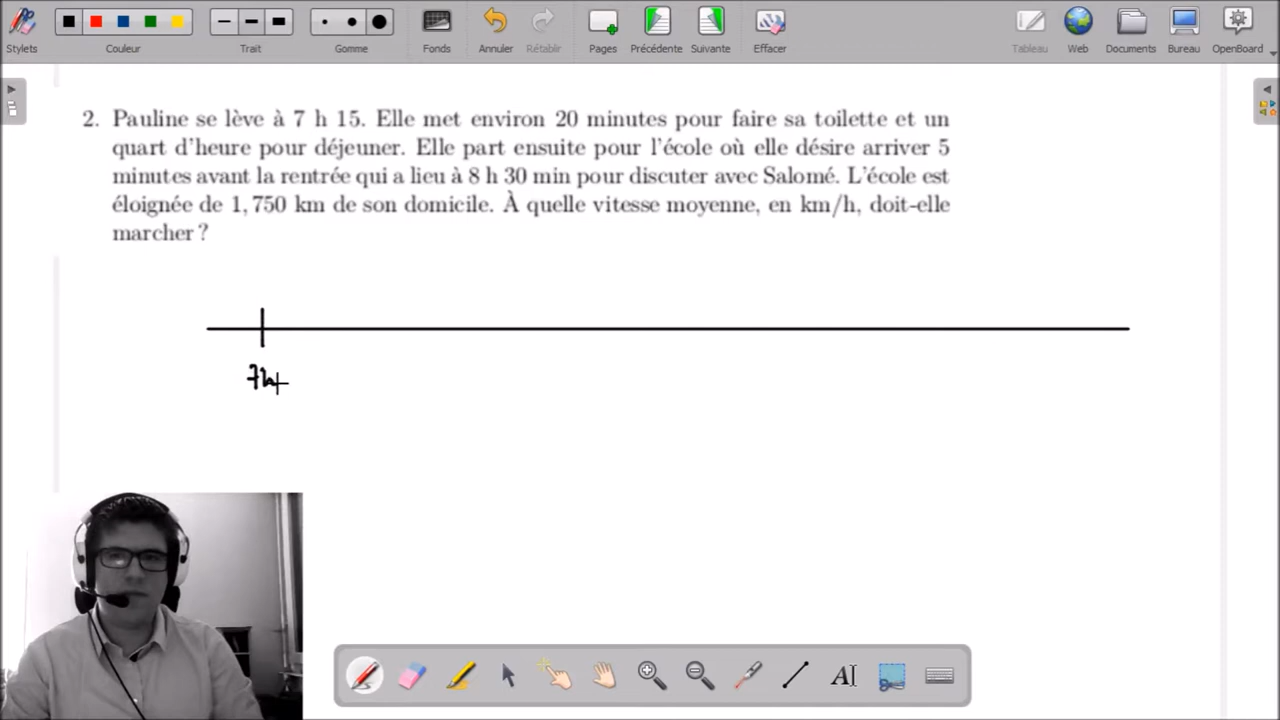 Stylets
Couleur
Trait
Gomme
Fonds
Annuler
Rétablir
Pages
Précédente
Suivante
Effacer
Tableau
Web
Documents
Bureau
OpenBoard
2. Pauline se lève à 7 h 15. Elle met environ 20 minutes pour faire sa toilette et un
quart d'heure pour déjeuner. Elle part ensuite pour l'école où elle désire arriver 5
minutes avant la rentrée qui a lieu à 8 h 30 min pour discuter avec Salomé. L'école est
éloignée de 1, 750 km de son domicile. À quelle vitesse moyenne, en km/h, doit-elle
marcher ?
7h